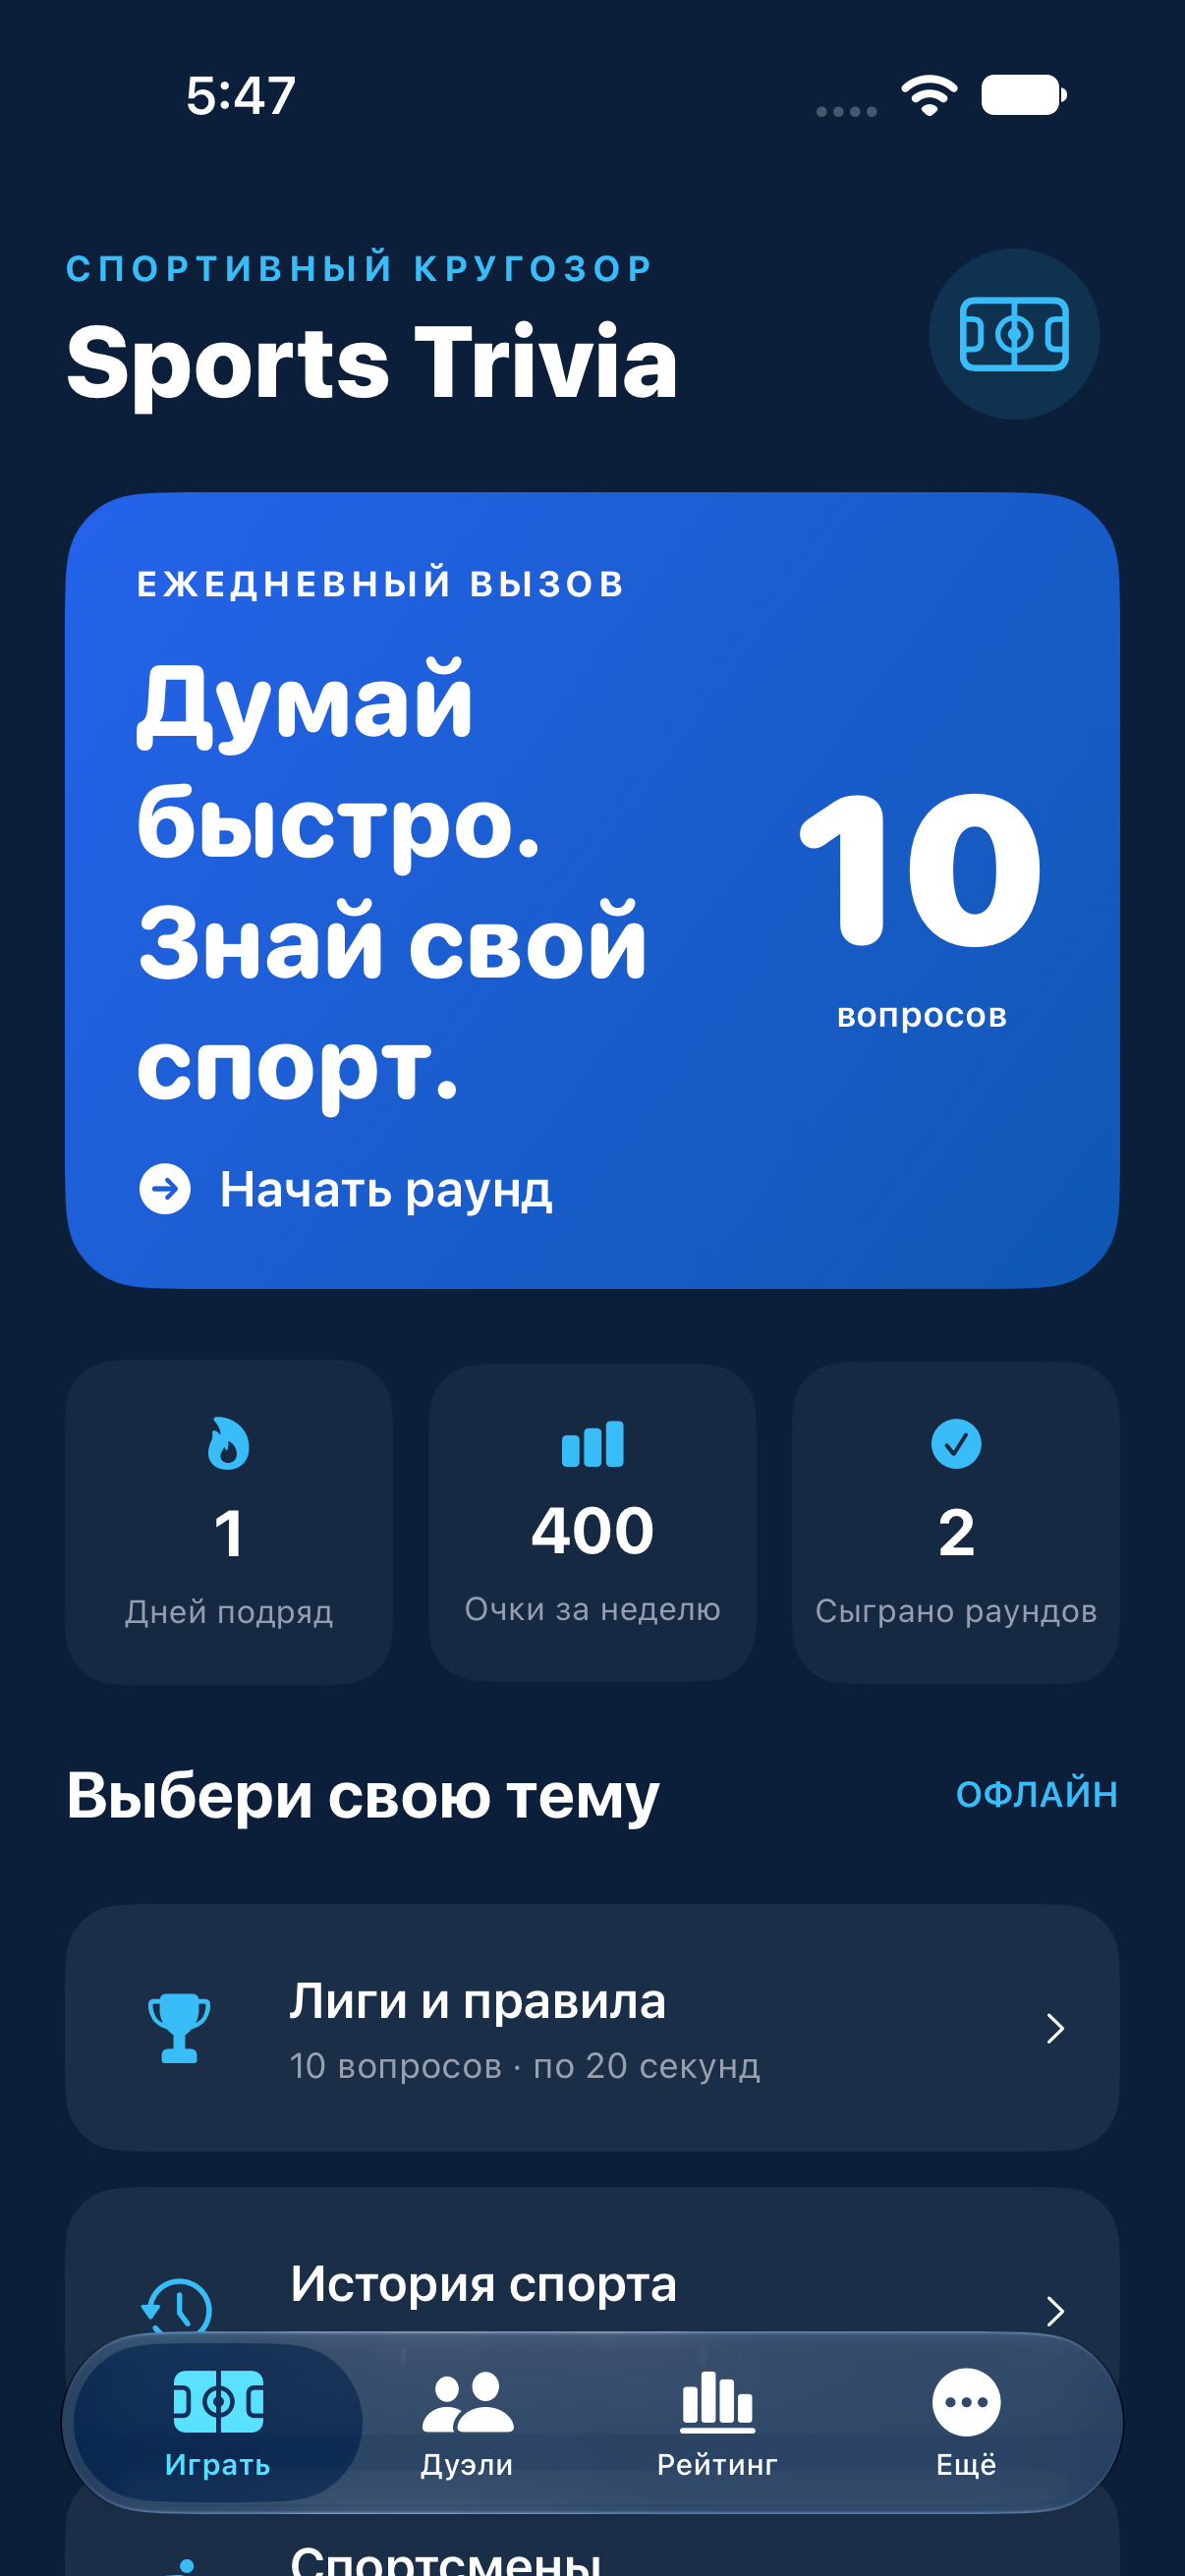 5:47
СПОРТИВНЫЙ КРУГОЗОР
Sports Trivia
ЕЖЕДНЕВНЫЙ ВЫЗОВ
Думай
быстро.
Знай свой
спорт.
10
вопросов
Начать раунд
1
Дней подряд
400
Очки за неделю
2
Сыграно раундов
Выбери свою тему
ОФЛАЙН
Лиги и правила
10 вопросов · по 20 секунд
История спорта
Играть
Дуэли
Рейтинг
Ещё
Спортсмены